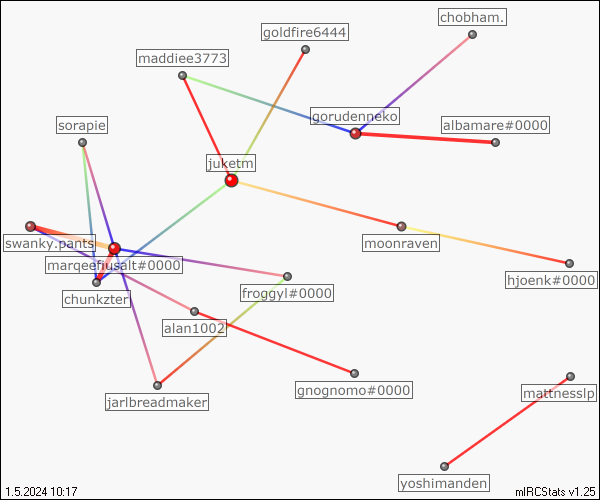 chobham.
goldfire6444
maddiee3773
gorudenneko
albamare#0000
sorapie
juketm
swanky.pants
moonraven
marqeefiusalt#0000
hjoenk#0000
chunkzter
froggyl#0000
alan1002
gnognomo#0000
mattnesslp
jarlbreadmaker
yoshimanden
1.5.2024 10:17
mIRCStats v1.25